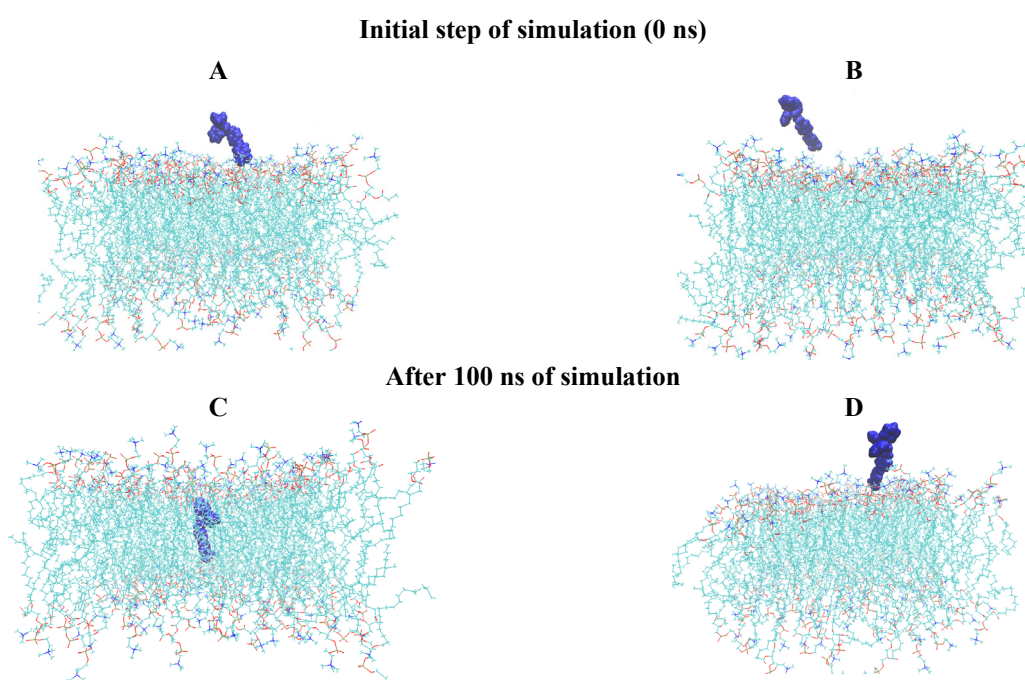 Initial step of simulation (0 ns)
A
B
After 100 ns of simulation
C
D